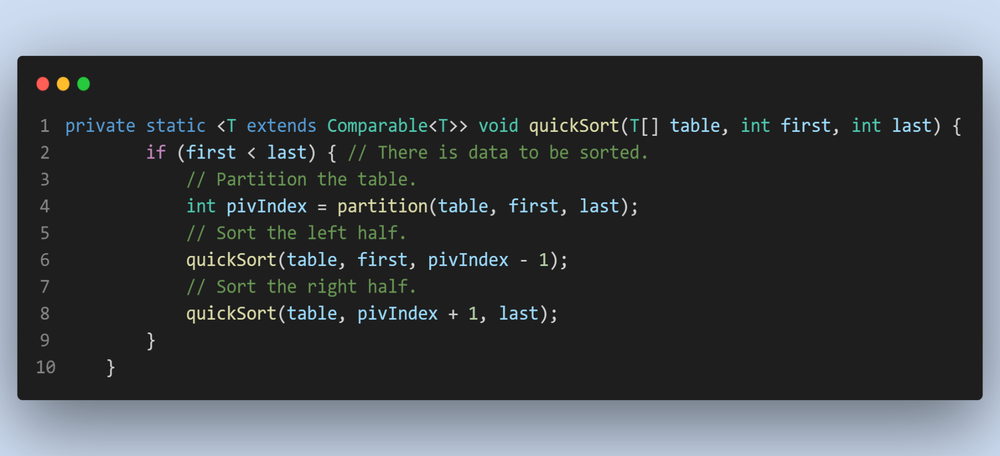 1 private static <T extends Comparable<T>> void quickSort(T[] table, int first, int last) {
2         if (first < last) { // There is data to be sorted.
3             // Partition the table.
4             int pivIndex = partition(table, first, last);
5             // Sort the left half.
6             quickSort(table, first, pivIndex - 1);
7             // Sort the right half.
8             quickSort(table, pivIndex + 1, last);
9         }
10     }